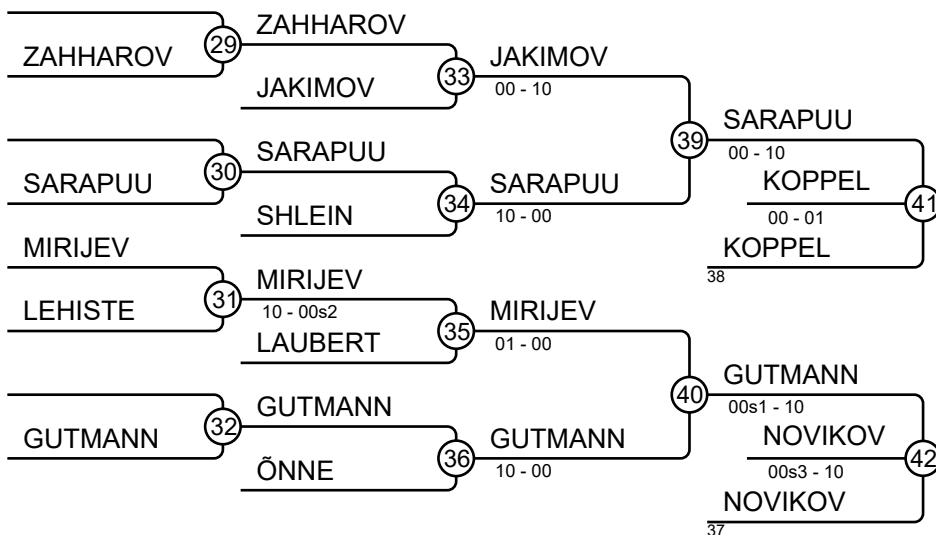 ZAHHAROV
29
ZAHHAROV
JAKIMOV
33
JAKIMOV
00 - 10
SARAPUU
30
SARAPUU
SHLEIN
34
SARAPUU
10 - 00
39
SARAPUU
00 - 10
KOPPEL
00 - 01
41
KOPPEL
38
MIRIJEV
LEHISTE
31
MIRIJEV
10 - 00s2
LAUBERT
35
MIRIJEV
01 - 00
GUTMANN
32
GUTMANN
ÕNNE
36
GUTMANN
10 - 00
40
GUTMANN
00s1 - 10
NOVIKOV
00s3 - 10
42
NOVIKOV
37